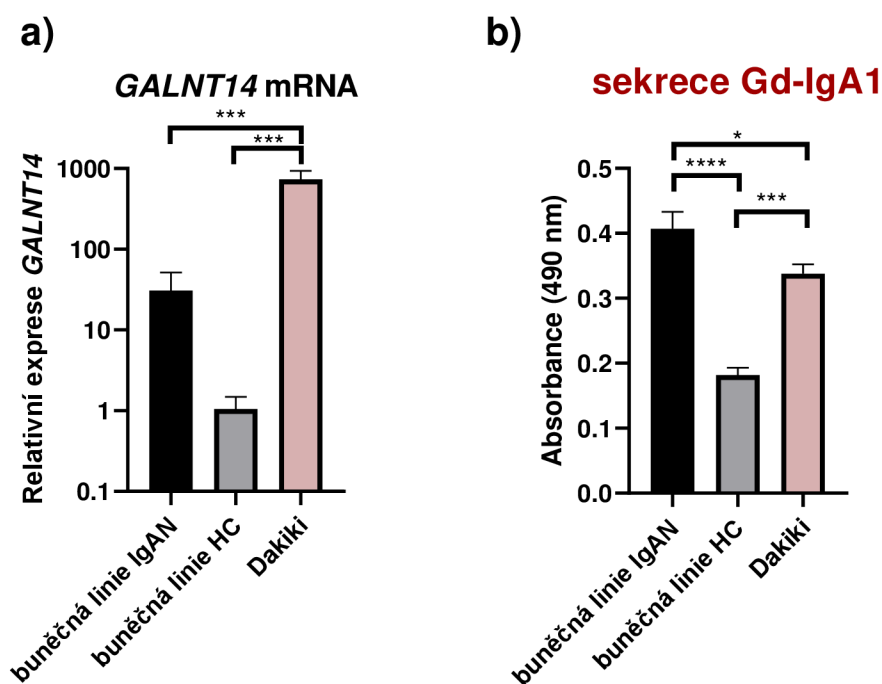 a)
GALNT14 mRNA
***
***
Relativní exprese GALNT14
1000
100
10
1
0.1
buněčná linie IgAN
buněčná linie HC
Dakiki
b)
sekrece Gd-IgA1
*
****
***
Absorbance (490 nm)
0.5
0.4
0.3
0.2
0.1
0.0
buněčná linie IgAN
buněčná linie HC
Dakiki